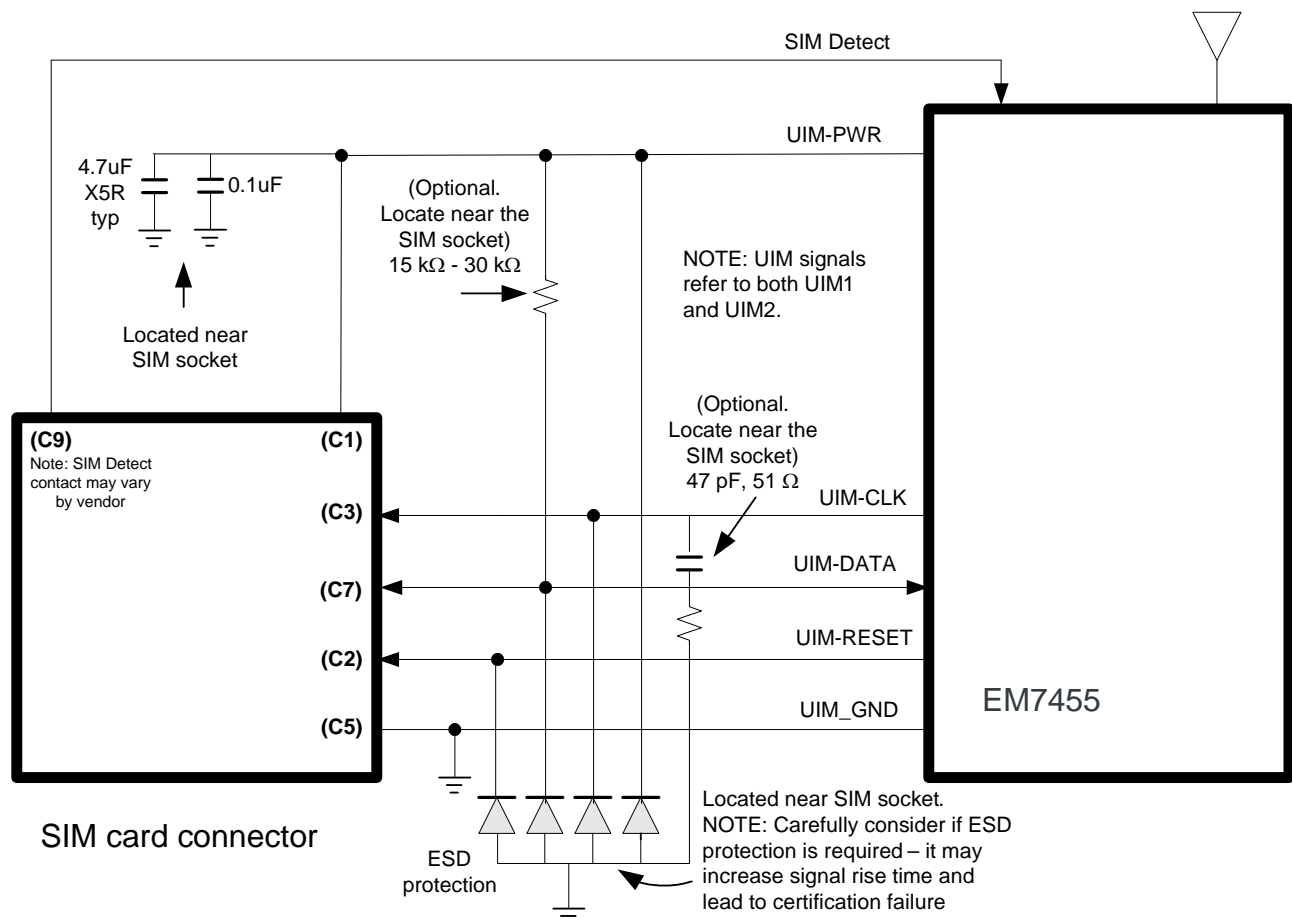 SIM Detect
UIM-PWR
4.7uF
X5R
typ
0.1uF
(Optional.
Locate near the
SIM socket)
15 kΩ - 30 kΩ
NOTE: UIM signals
refer to both UIM1
and UIM2.
Located near
SIM socket
(C9)
Note: SIM Detect
contact may vary
by vendor
(C1)
(Optional.
Locate near the
SIM socket)
47 pF, 51 Ω
(C3)
UIM-CLK
(C7)
UIM-DATA
(C2)
UIM-RESET
(C5)
UIM_GND
EM7455
SIM card connector
ESD
protection
Located near SIM socket.
NOTE: Carefully consider if ESD
protection is required – it may
increase signal rise time and
lead to certification failure